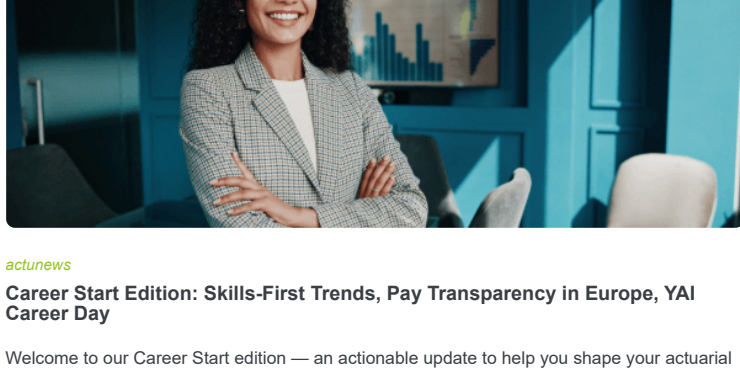 actunews
Career Start Edition: Skills-First Trends, Pay Transparency in Europe, YAI
Career Day
Welcome to our Career Start edition — an actionable update to help you shape your actuarial